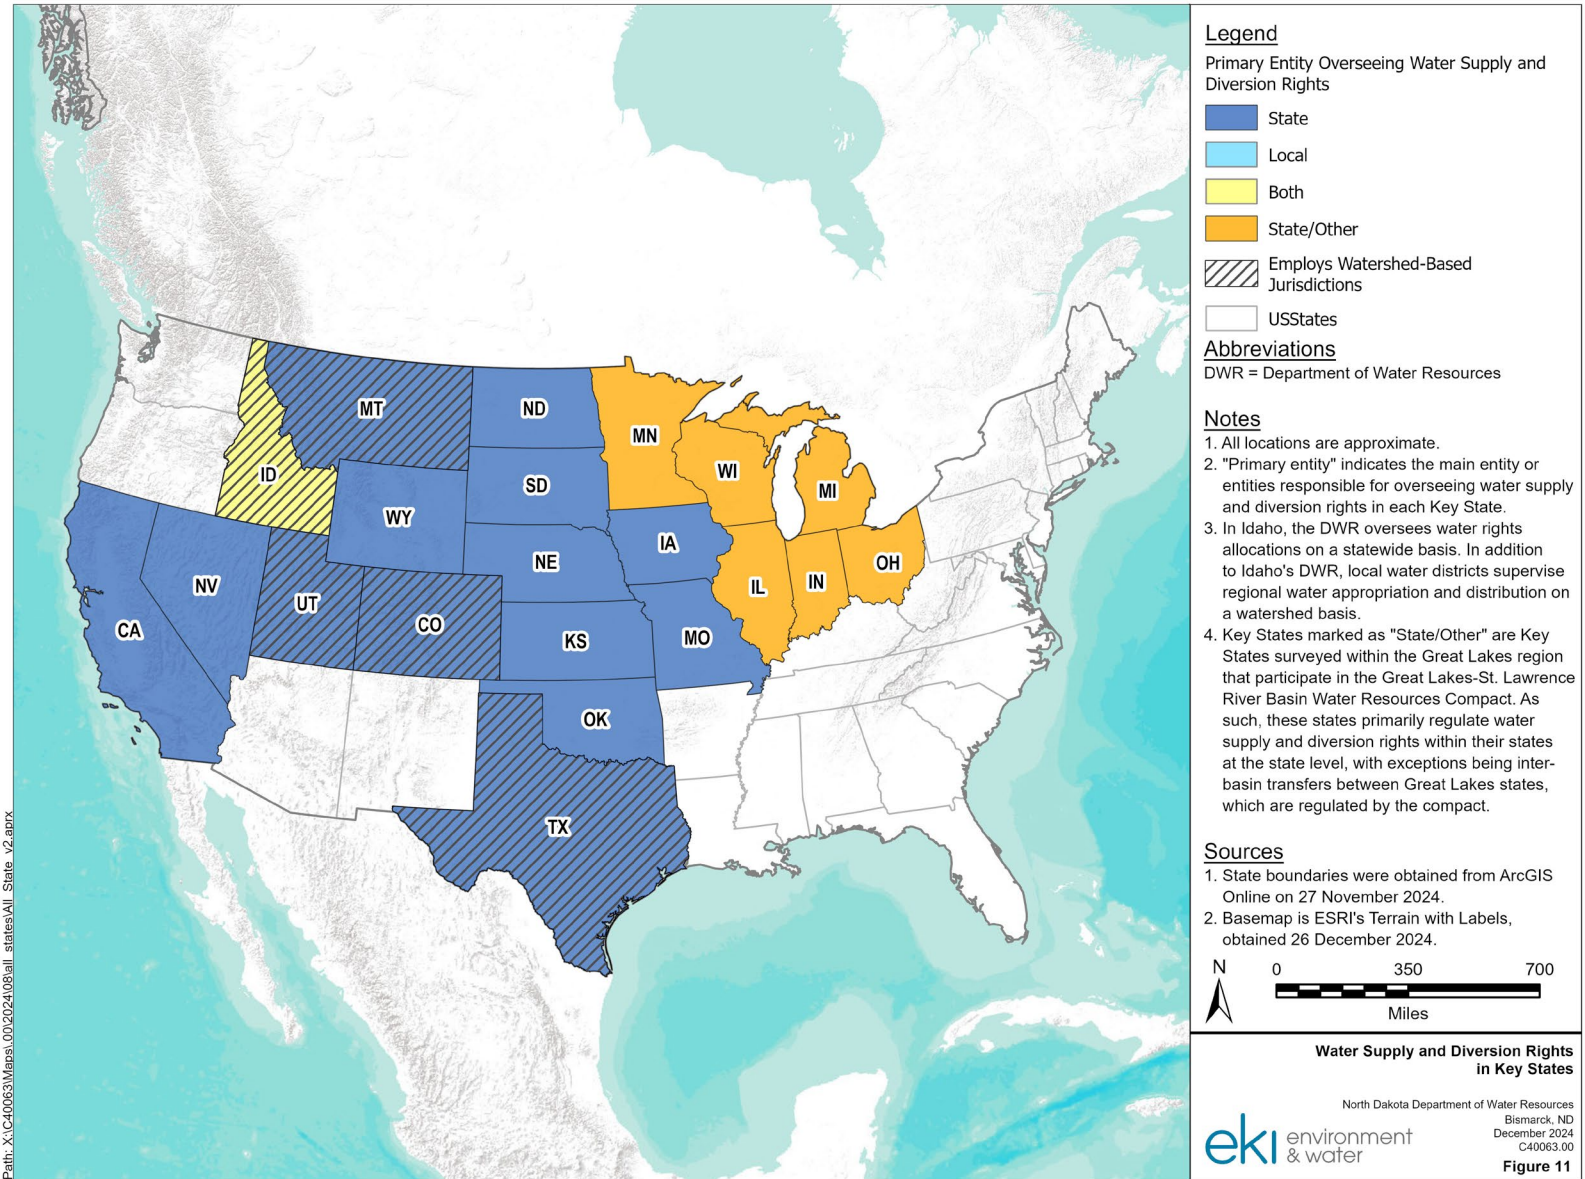 Legend
Primary Entity Overseeing Water Supply and
Diversion Rights
State
Local
Both
State/Other
Employs Watershed-Based
Jurisdictions
USStates
Abbreviations
DWR = Department of Water Resources
Notes
1. All locations are approximate.
2. "Primary entity" indicates the main entity or
entities responsible for overseeing water supply
and diversion rights in each Key State.
3. In Idaho, the DWR oversees water rights
allocations on a statewide basis. In addition
to Idaho's DWR, local water districts supervise
regional water appropriation and distribution on
a watershed basis.
4. Key States marked as "State/Other" are Key
States surveyed within the Great Lakes region
that participate in the Great Lakes-St. Lawrence
River Basin Water Resources Compact. As
such, these states primarily regulate water
supply and diversion rights within their states
at the state level, with exceptions being inter-
basin transfers between Great Lakes states,
which are regulated by the compact.
Sources
1. State boundaries were obtained from ArcGIS
Online on 27 November 2024.
2. Basemap is ESRI's Terrain with Labels,
obtained 26 December 2024.
N
0 350 700
Miles
Water Supply and Diversion Rights
in Key States
North Dakota Department of Water Resources
Bismarck, ND
December 2024
C40063.00
Figure 11
eki environment
& water
MT
ND
MN
ID
SD
WI
MI
WY
IA
NE
OH
NV
IL
IN
UT
CO
CA
KS
MO
OK
TX
Path: X:\C40063\Maps\.00\2024\08\all_states\All_State_v2.aprx